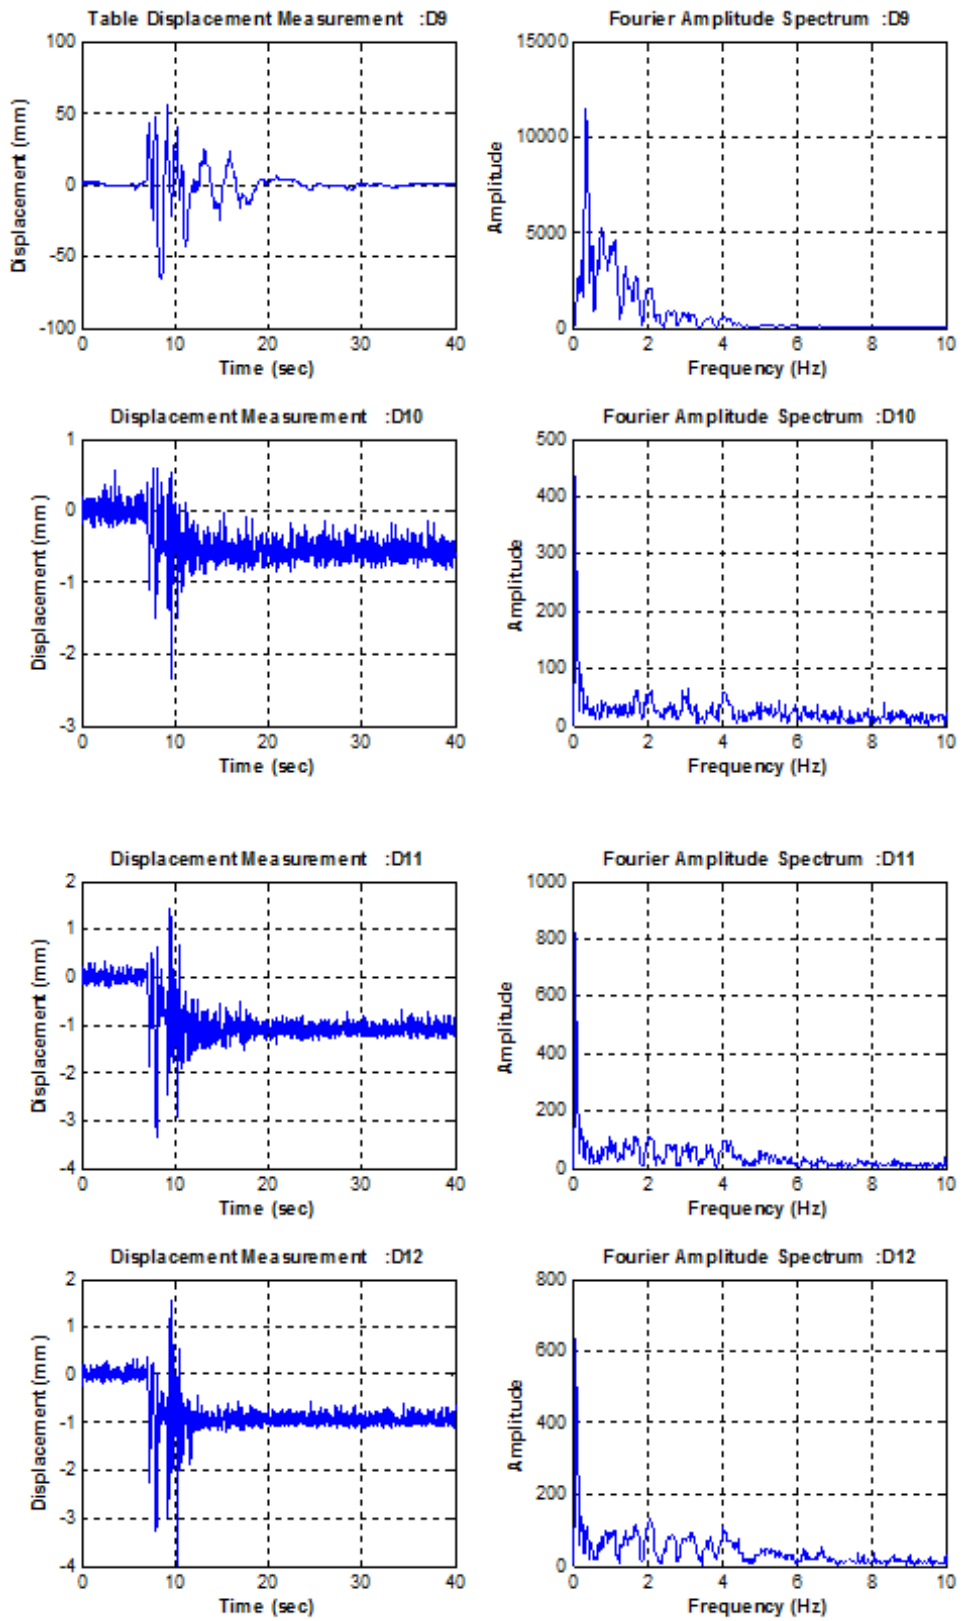 Table Displacement Measurement :D9
Fourier Amplitude Spectrum :D9
100
50
0
-50
-100
Displacement (mm)
0 10 20 30 40
Time (sec)
15000
10000
5000
0
Amplitude
0 2 4 6 8 10
Frequency (Hz)
Displacement Measurement :D10
Fourier Amplitude Spectrum :D10
1
0
-1
-2
-3
Displacement (mm)
0 10 20 30 40
Time (sec)
500
400
300
200
100
0
Amplitude
0 2 4 6 8 10
Frequency (Hz)
Displacement Measurement :D11
Fourier Amplitude Spectrum :D11
2
1
0
-1
-2
-3
-4
Displacement (mm)
0 10 20 30 40
Time (sec)
1000
800
600
400
200
0
Amplitude
0 2 4 6 8 10
Frequency (Hz)
Displacement Measurement :D12
Fourier Amplitude Spectrum :D12
2
1
0
-1
-2
-3
-4
Displacement (mm)
0 10 20 30 40
Time (sec)
800
600
400
200
0
Amplitude
0 2 4 6 8 10
Frequency (Hz)